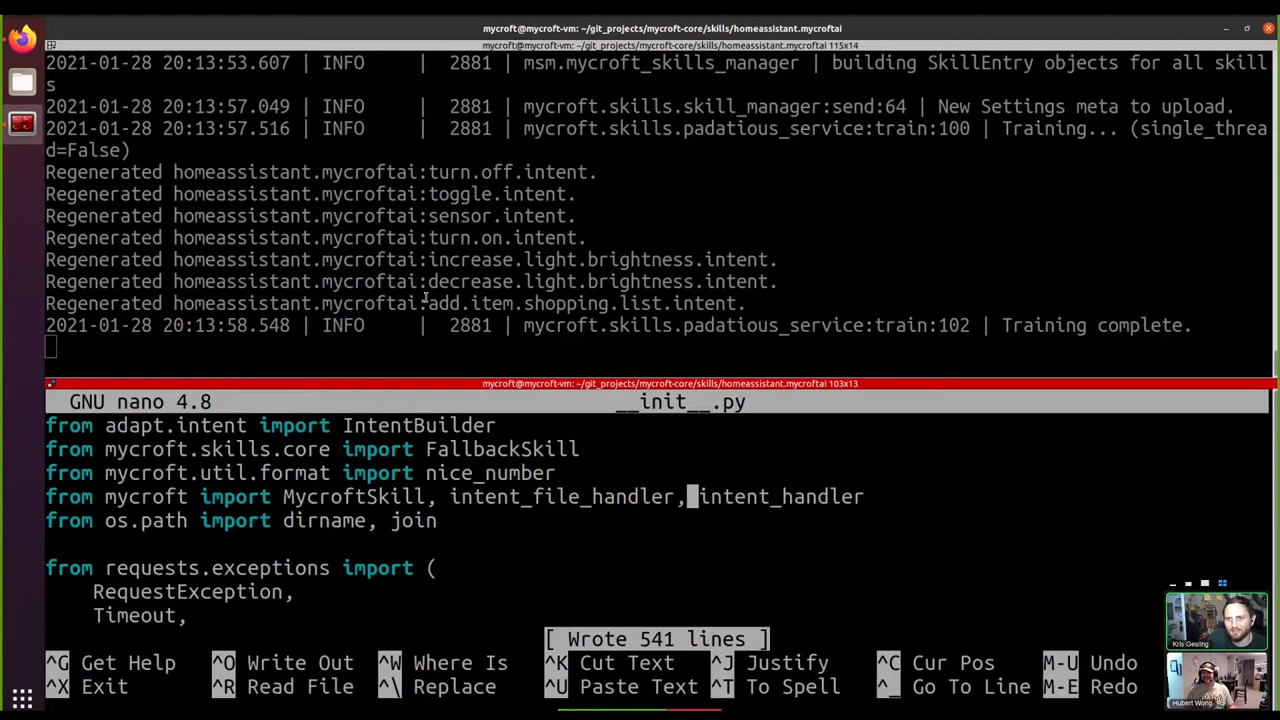 mycroft@mycroft-vm: ~/git_projects/mycroft-core/skills/homeassistant.mycroftai
mycroft@mycroft-vm: ~/git_projects/mycroft-core/skills/homeassistant.mycroftai 115x14
2021-01-28 20:13:53.607 | INFO     |  2881 | msm.mycroft_skills_manager | building SkillEntry objects for all skill
s
2021-01-28 20:13:57.049 | INFO     |  2881 | mycroft.skills.skill_manager:send:64 | New Settings meta to upload.
2021-01-28 20:13:57.516 | INFO     |  2881 | mycroft.skills.padatious_service:train:100 | Training... (single_threa
d=False)
Regenerated homeassistant.mycroftai:turn.off.intent.
Regenerated homeassistant.mycroftai:toggle.intent.
Regenerated homeassistant.mycroftai:sensor.intent.
Regenerated homeassistant.mycroftai:turn.on.intent.
Regenerated homeassistant.mycroftai:increase.light.brightness.intent.
Regenerated homeassistant.mycroftai:decrease.light.brightness.intent.
Regenerated homeassistant.mycroftai:add.item.shopping.list.intent.
2021-01-28 20:13:58.548 | INFO     |  2881 | mycroft.skills.padatious_service:train:102 | Training complete.
mycroft@mycroft-vm: ~/git_projects/mycroft-core/skills/homeassistant.mycroftai 103x13
GNU nano 4.8 __init__.py
from adapt.intent import IntentBuilder
from mycroft.skills.core import FallbackSkill
from mycroft.util.format import nice_number
from mycroft import MycroftSkill, intent_file_handler, intent_handler
from os.path import dirname, join
from requests.exceptions import (
    RequestException,
    Timeout,
[ Wrote 541 lines ]
^G Get Help ^O Write Out ^W Where Is ^K Cut Text ^J Justify ^C Cur Pos M-U Undo
^X Exit ^R Read File ^\ Replace ^U Paste Text ^T To Spell ^_ Go To Line M-E Redo
Kris Gesling
Hubert Wong